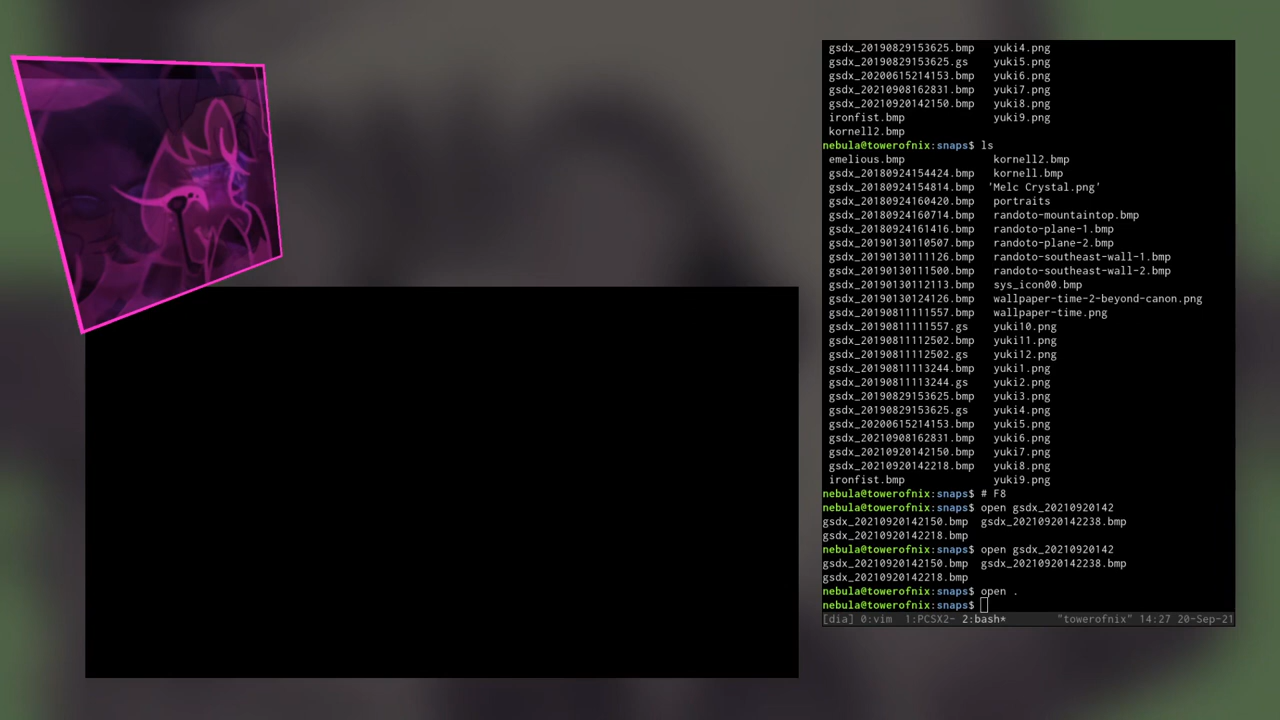 gsdx_20190829153625.bmp yuki4.png
gsdx_20190829153625.gs yuki5.png
gsdx_20200615214153.bmp yuki6.png
gsdx_20210908162831.bmp yuki7.png
gsdx_20210920142150.bmp yuki8.png
ironfist.bmp yuki9.png
kornell2.bmp
nebula@towerofnix:snaps$ ls
emelious.bmp kornell2.bmp
gsdx_20180924154424.bmp kornell.bmp
gsdx_20180924154814.bmp 'Melc Crystal.png'
gsdx_20180924160420.bmp portraits
gsdx_20180924160714.bmp randoto-mountaintop.bmp
gsdx_20180924161416.bmp randoto-plane-1.bmp
gsdx_20190130110507.bmp randoto-plane-2.bmp
gsdx_20190130111126.bmp randoto-southeast-wall-1.bmp
gsdx_20190130111500.bmp randoto-southeast-wall-2.bmp
gsdx_20190130112113.bmp sys_icon00.bmp
gsdx_20190130124126.bmp wallpaper-time-2-beyond-canon.png
gsdx_20190811111557.bmp wallpaper-time.png
gsdx_20190811111557.gs yuki10.png
gsdx_20190811112502.bmp yuki11.png
gsdx_20190811112502.gs yuki12.png
gsdx_20190811113244.bmp yuki1.png
gsdx_20190811113244.gs yuki2.png
gsdx_20190829153625.bmp yuki3.png
gsdx_20190829153625.gs yuki4.png
gsdx_20200615214153.bmp yuki5.png
gsdx_20210908162831.bmp yuki6.png
gsdx_20210920142150.bmp yuki7.png
gsdx_20210920142218.bmp yuki8.png
ironfist.bmp yuki9.png
nebula@towerofnix:snaps$ # F8
nebula@towerofnix:snaps$ open gsdx_20210920142
gsdx_20210920142150.bmp gsdx_20210920142238.bmp
gsdx_20210920142218.bmp
nebula@towerofnix:snaps$ open gsdx_20210920142
gsdx_20210920142150.bmp gsdx_20210920142238.bmp
gsdx_20210920142218.bmp
nebula@towerofnix:snaps$ open .
nebula@towerofnix:snaps$
[dia] 0:vim 1:PCSX2- 2:bash* "towerofnix" 14:27 20-Sep-21